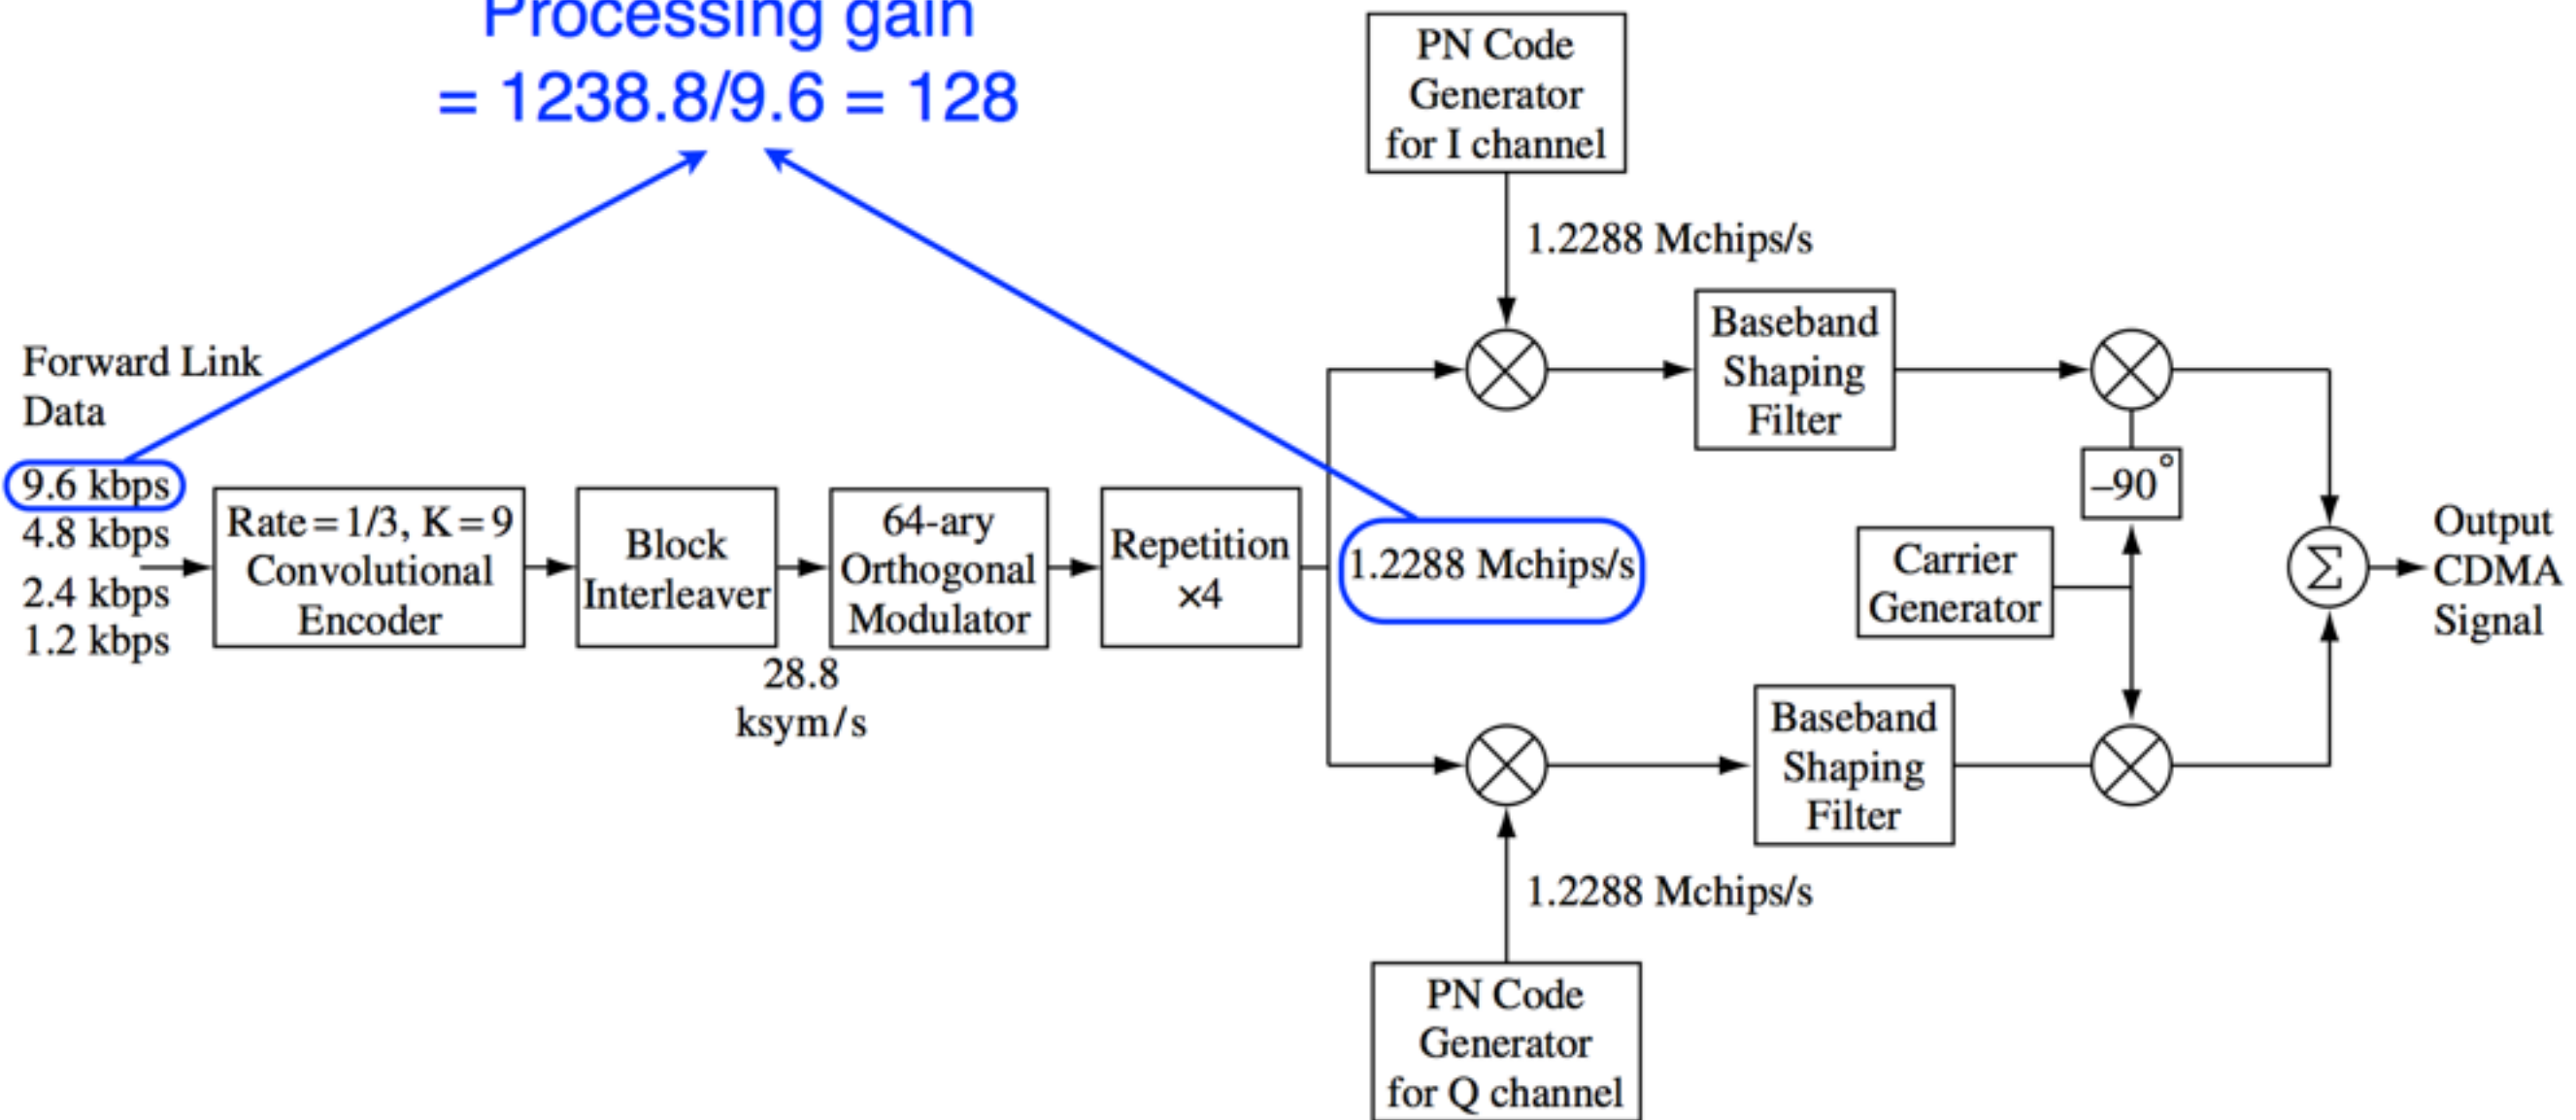 Processing gain
= 1238.8/9.6 = 128
PN Code
Generator
for I channel
1.2288 Mchips/s
Forward Link
Data
9.6 kbps
4.8 kbps
2.4 kbps
1.2 kbps
Rate = 1/3, K = 9
Convolutional
Encoder
Block
Interleaver
28.8
ksym/s
64-ary
Orthogonal
Modulator
Repetition
×4
1.2288 Mchips/s
Baseband
Shaping
Filter
–90°
Carrier
Generator
Baseband
Shaping
Filter
Σ
Output
CDMA
Signal
1.2288 Mchips/s
PN Code
Generator
for Q channel